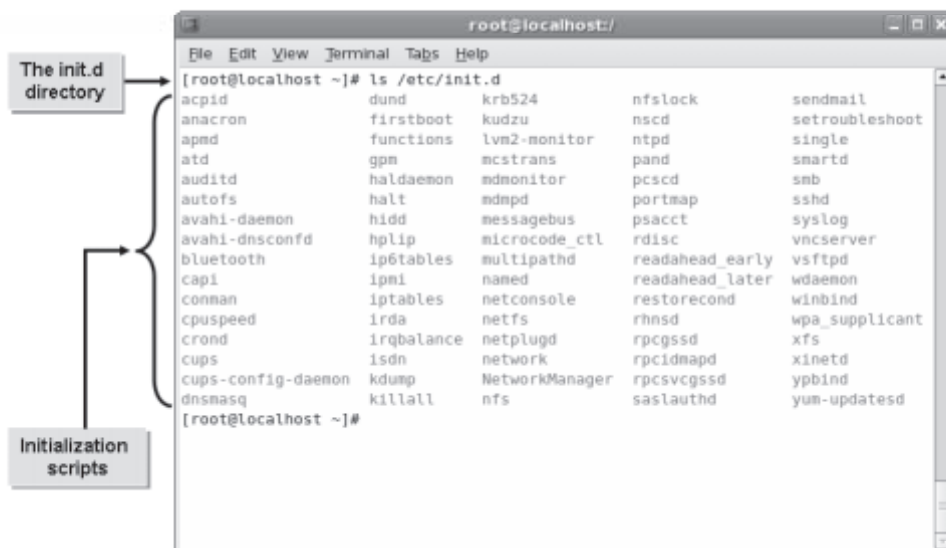 root@localhost:/
File Edit View Terminal Tabs Help
The init.d
directory
[root@localhost ~]# ls /etc/init.d
acpid dund krb524 nfslock sendmail
anacron firstboot kudzu nscd setroubleshoot
apmd functions lvm2-monitor ntpd single
atd gpm mcstrans pand smartd
auditd haldaemon mdmonitor pcscd smb
autofs halt mdmpd portmap sshd
avahi-daemon hidd messagebus psacct syslog
avahi-dnsconfd hplip microcode_ctl rdisc vncserver
bluetooth ip6tables multipathd readahead_early vsftpd
capi ipmi named readahead_later wdaemon
conman iptables netconsole restorecond winbind
cpuspeed irda netfs rhnsd wpa_supplicant
crond irqbalance netplugd rpcgssd xfs
cups isdn network rpcidmapd xinetd
cups-config-daemon kdump NetworkManager rpcsvcgssd ypbind
dnsmasq killall nfs saslauthd yum-updatesd
[root@localhost ~]#
Initialization
scripts